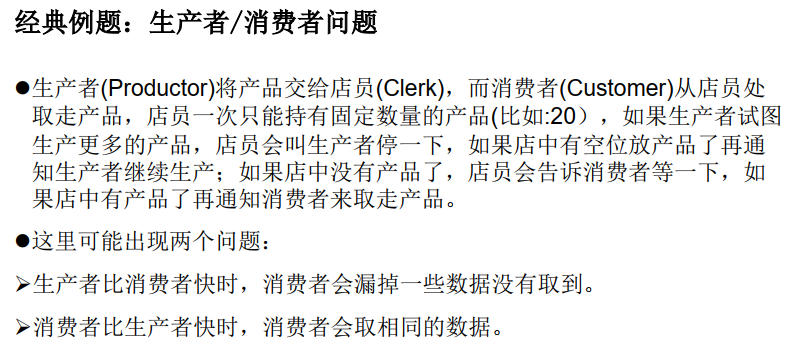 经典例题：生产者/消费者问题
●生产者(Productor)将产品交给店员(Clerk)，而消费者(Customer)从店员处
取走产品，店员一次只能持有固定数量的产品(比如:20），如果生产者试图
生产更多的产品，店员会叫生产者停一下，如果店中有空位放产品了再通
知生产者继续生产；如果店中没有产品了，店员会告诉消费者等一下，如
果店中有产品了再通知消费者来取走产品。
●这里可能出现两个问题：
➢生产者比消费者快时，消费者会漏掉一些数据没有取到。
➢消费者比生产者快时，消费者会取相同的数据。